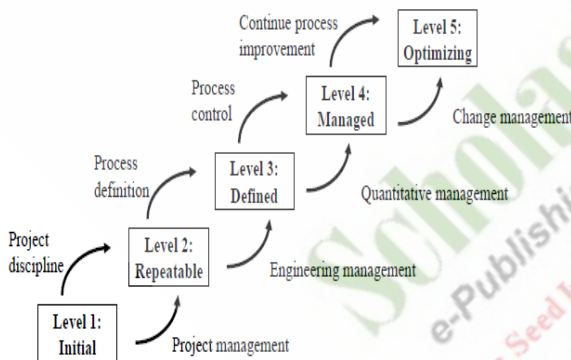 Continue process
improvement
Level 5:
Optimizing
Process
control
Level 4:
Managed
Change management
Process
definition
Level 3:
Defined
Quantitative management
Project
discipline
Level 2:
Repeatable
Engineering management
Level 1:
Initial
Project management
e-Publishi
Seed